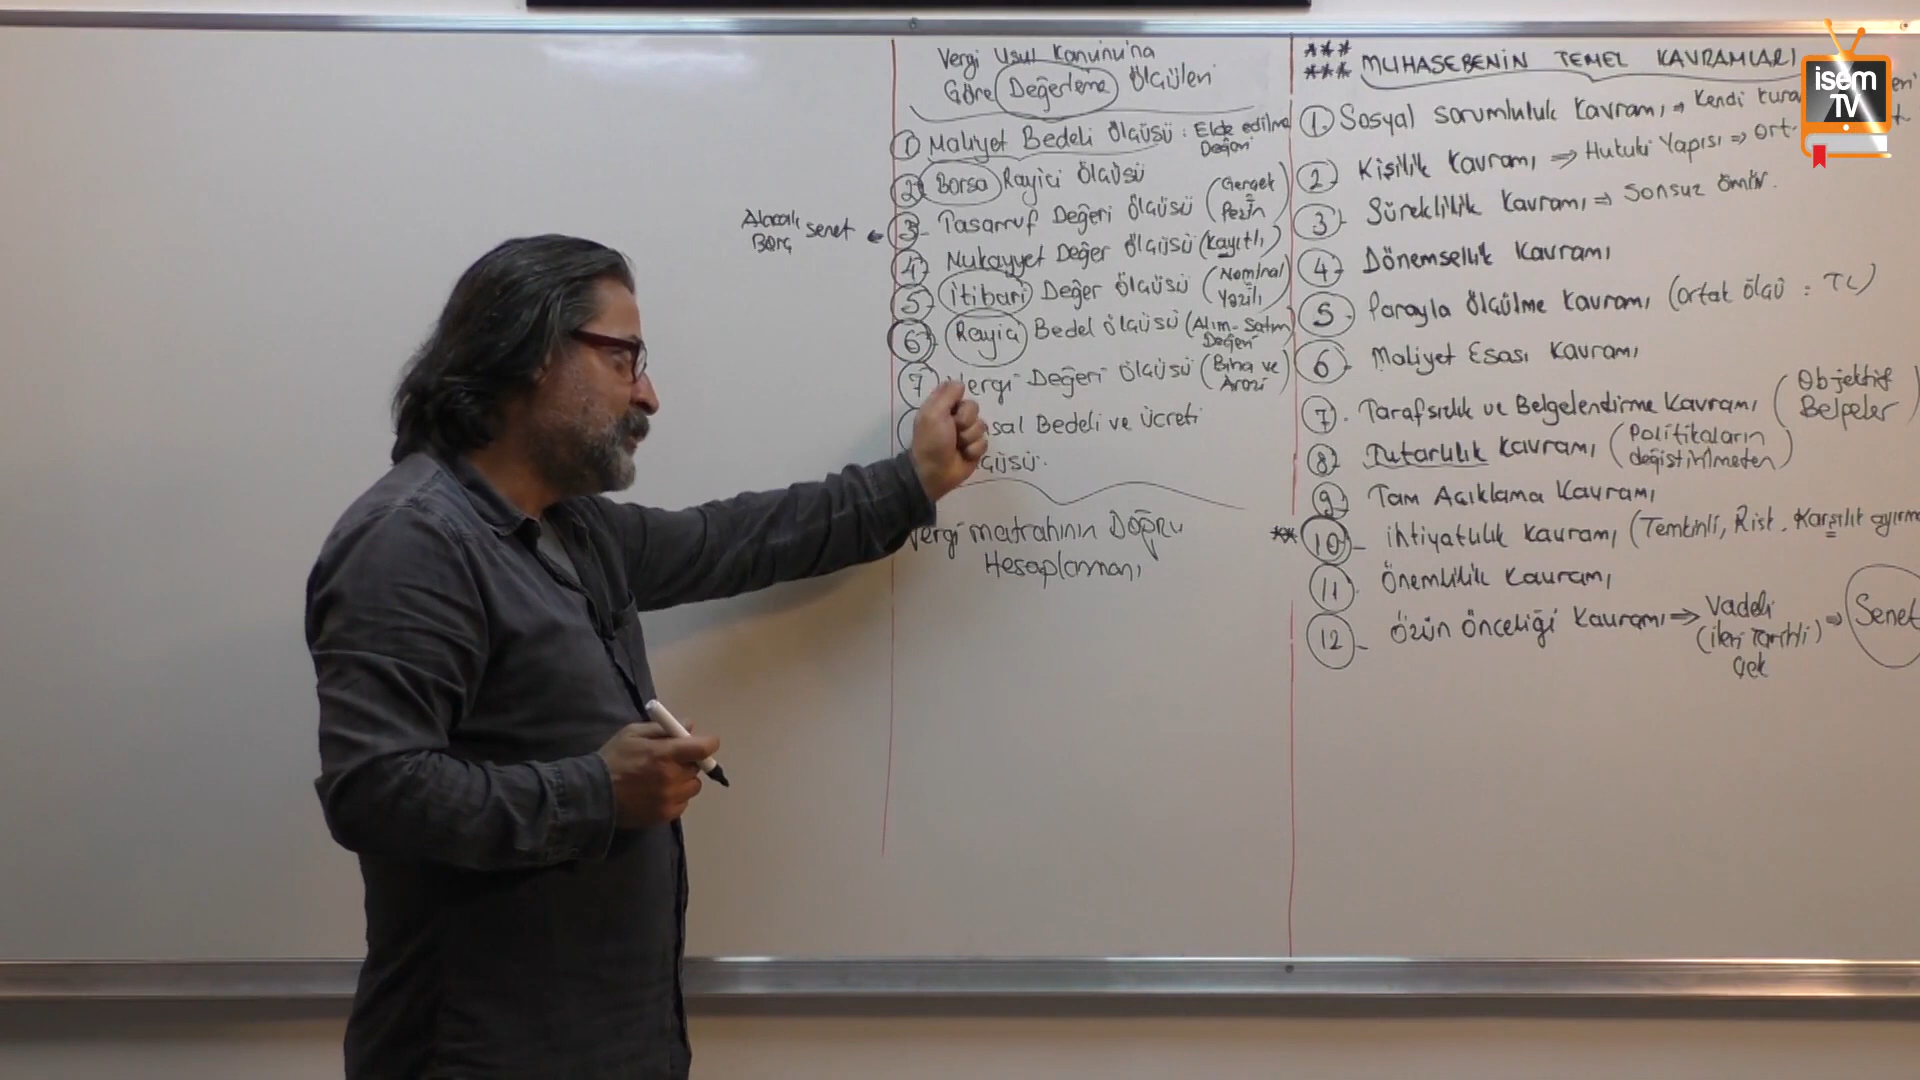 Vergi Usul Kanunu'na
Göre Değerleme Ölçüleri
1) Maliyet Bedeli Ölçüsü : Elde edilme
Değeri
2) Borsa Rayici Ölçüsü
3- Tasarruf Değeri Ölçüsü (Gerçek
Peşin)
Alacak
Borç senet
4) Mukayyet Değer Ölçüsü (Kayıtlı)
5- İtibari Değer Ölçüsü (Nominal
Yazılı)
6- Rayiç Bedel Ölçüsü (Alım-Satım
Değeri
7) Vergi Değeri Ölçüsü (Bina ve
Arazi)
Bedeli ve Ücreti
Vergi matrahının Doğru
Hesaplamanı
*** MUHASEBENİN TEMEL KAVRAMLARI
***
1. Sosyal sorumluluk Kavramı → Kendi
2- Kişilik Kavramı ⇒ Hukuki Yapısı ⇒ ort.
3- Süreklilik Kavramı ⇒ Sonsuz Ömür.
4- Dönemsellik Kavramı
5- Parayla Ölçülme Kavramı (Ortak ölçü : TL)
6- Maliyet Esası Kavramı
7- Tarafsızlık ve Belgelendirme Kavramı (Objektif
Belgeler)
8) Tutarlılık Kavramı (Politikaların
değiştirilmeden)
9- Tam Açıklama Kavramı
** 10- İhtiyatlılık Kavramı (Temkinli, Risk. Karşılık ayırma
11. Önemlilik Kavramı
12- Özün Önceliği Kavramı ⇒ Vadeli ⇒ Senet
(ileri tarihli)
Çek
isem
TV